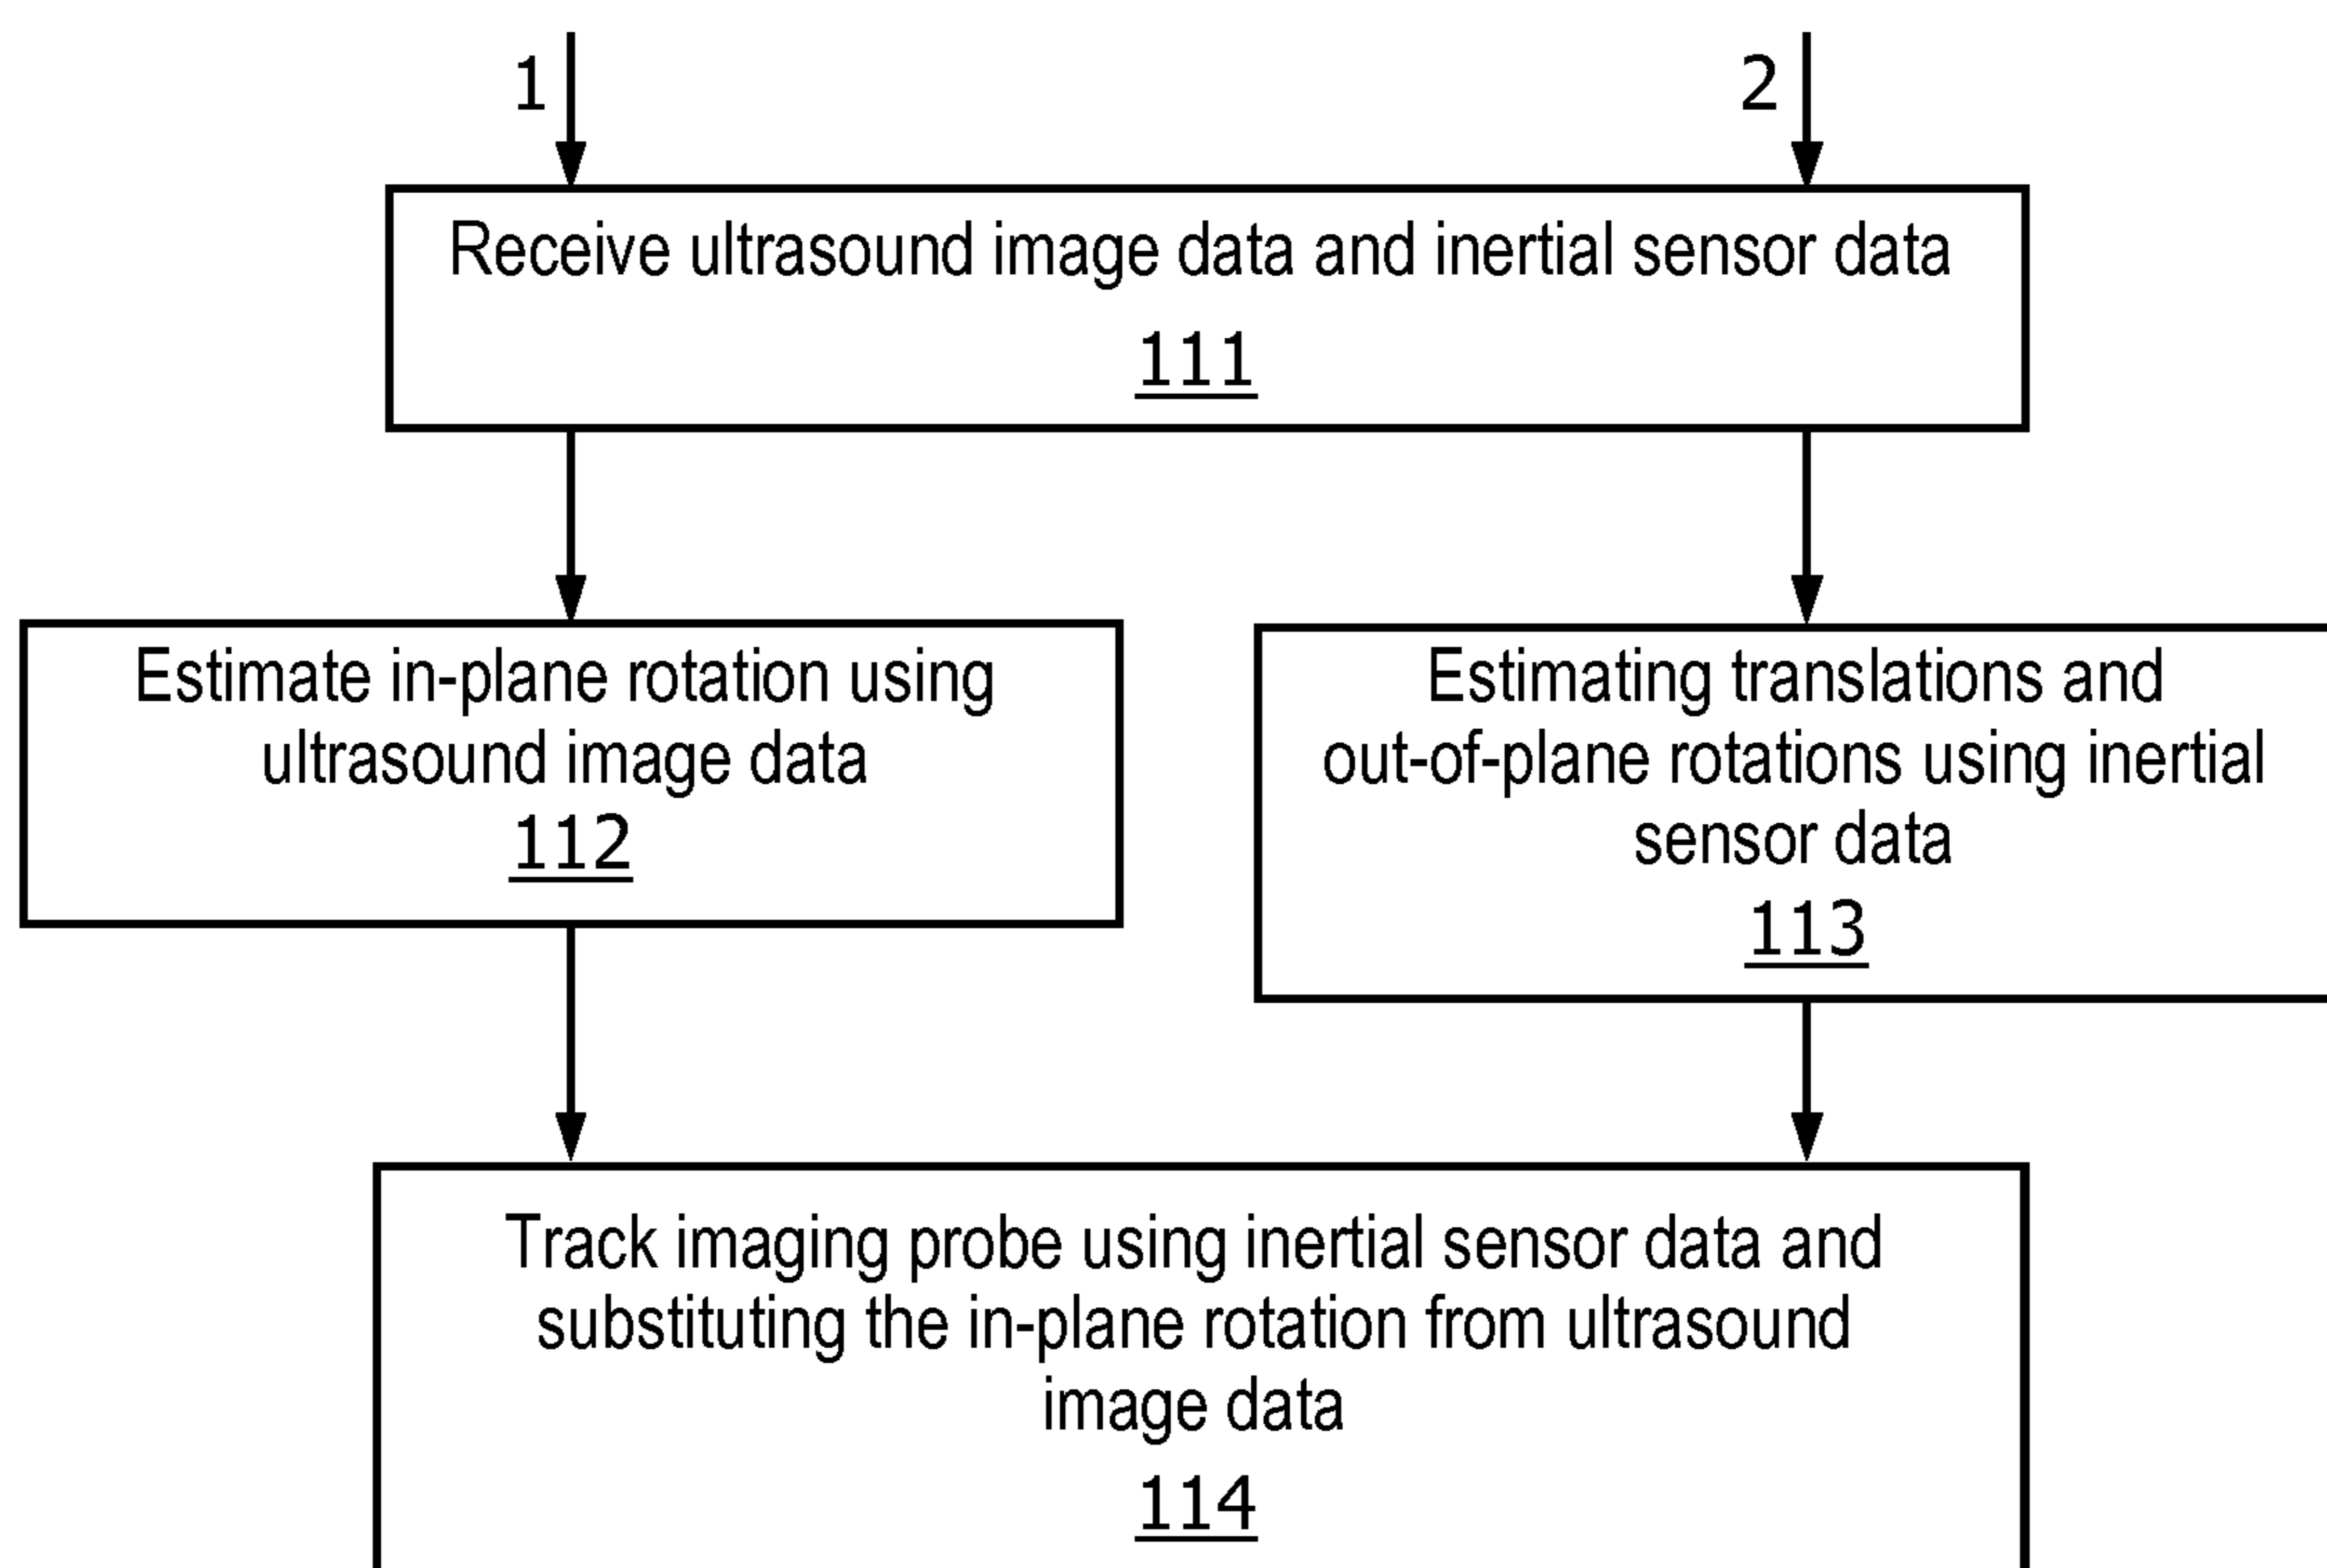 1
2
Receive ultrasound image data and inertial sensor data
111
Estimate in-plane rotation using
ultrasound image data
112
Estimating translations and
out-of-plane rotations using inertial
sensor data
113
Track imaging probe using inertial sensor data and
substituting the in-plane rotation from ultrasound
image data
114